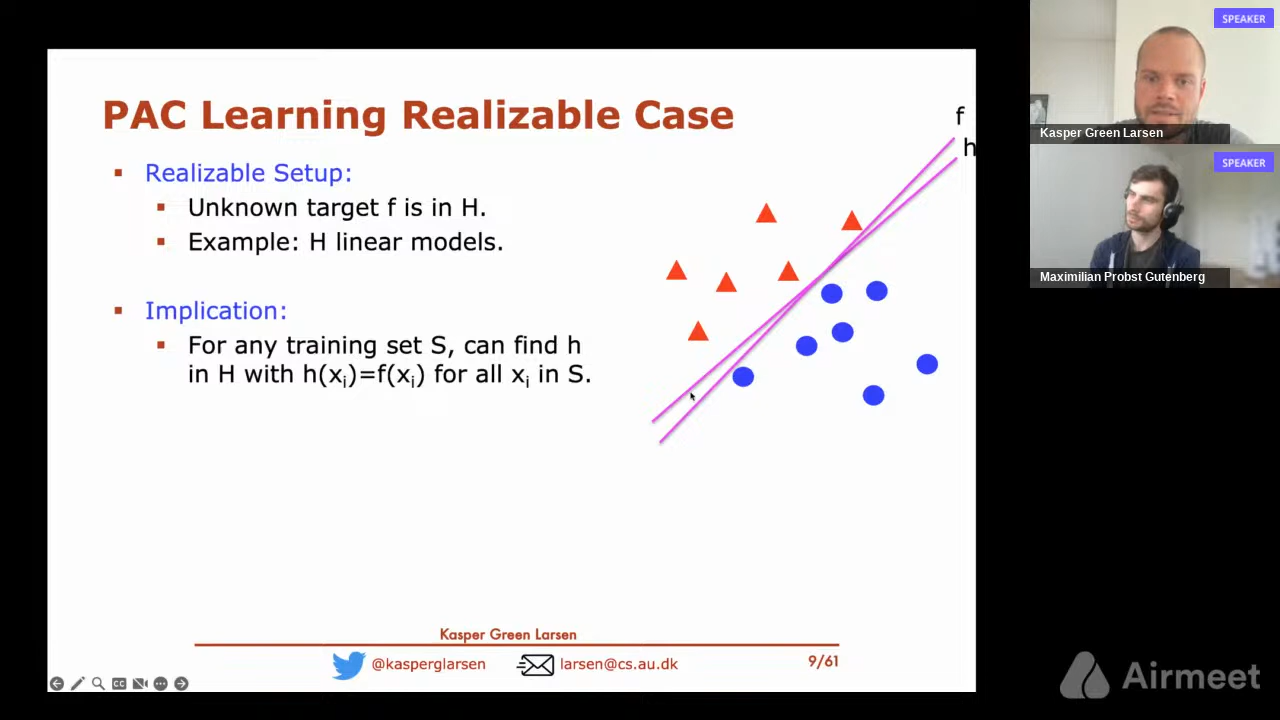 PAC Learning Realizable Case
Realizable Setup:
Unknown target f is in H.
Example: H linear models.
Implication:
For any training set S, can find h
in H with h(xi)=f(xi) for all xi in S.
f
h
Kasper Green Larsen
@kasperglarsen
larsen@cs.au.dk
9/61
CC
SPEAKER
Kasper Green Larsen
SPEAKER
Maximilian Probst Gutenberg
Airmeet